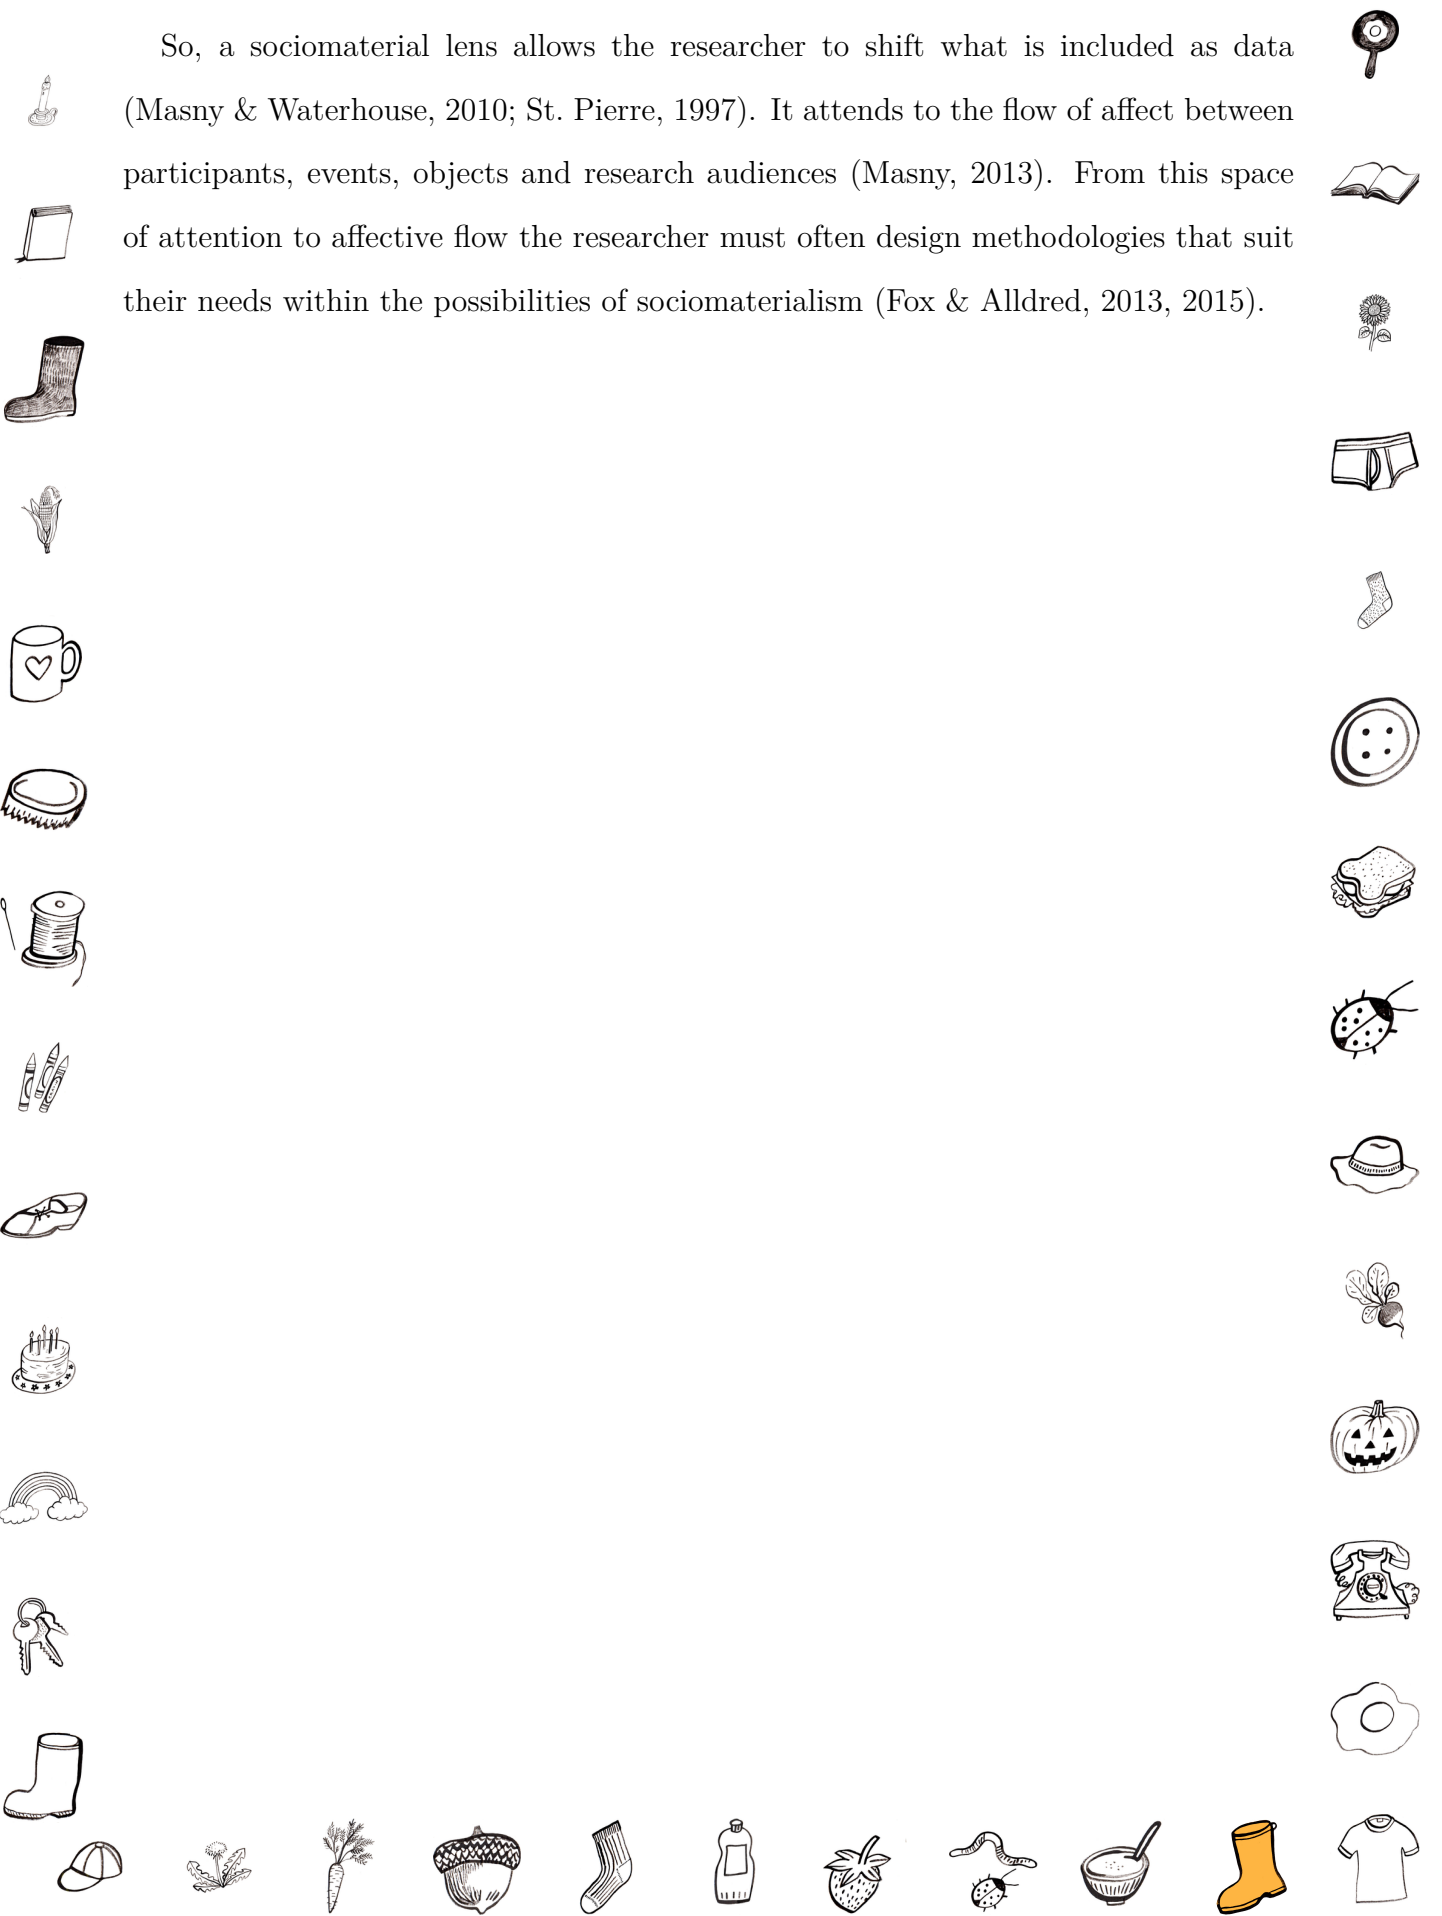 So, a sociomaterial lens allows the researcher to shift what is included as data
(Masny & Waterhouse, 2010; St. Pierre, 1997). It attends to the flow of affect between
participants, events, objects and research audiences (Masny, 2013). From this space
of attention to affective flow the researcher must often design methodologies that suit
their needs within the possibilities of sociomaterialism (Fox & Alldred, 2013, 2015).